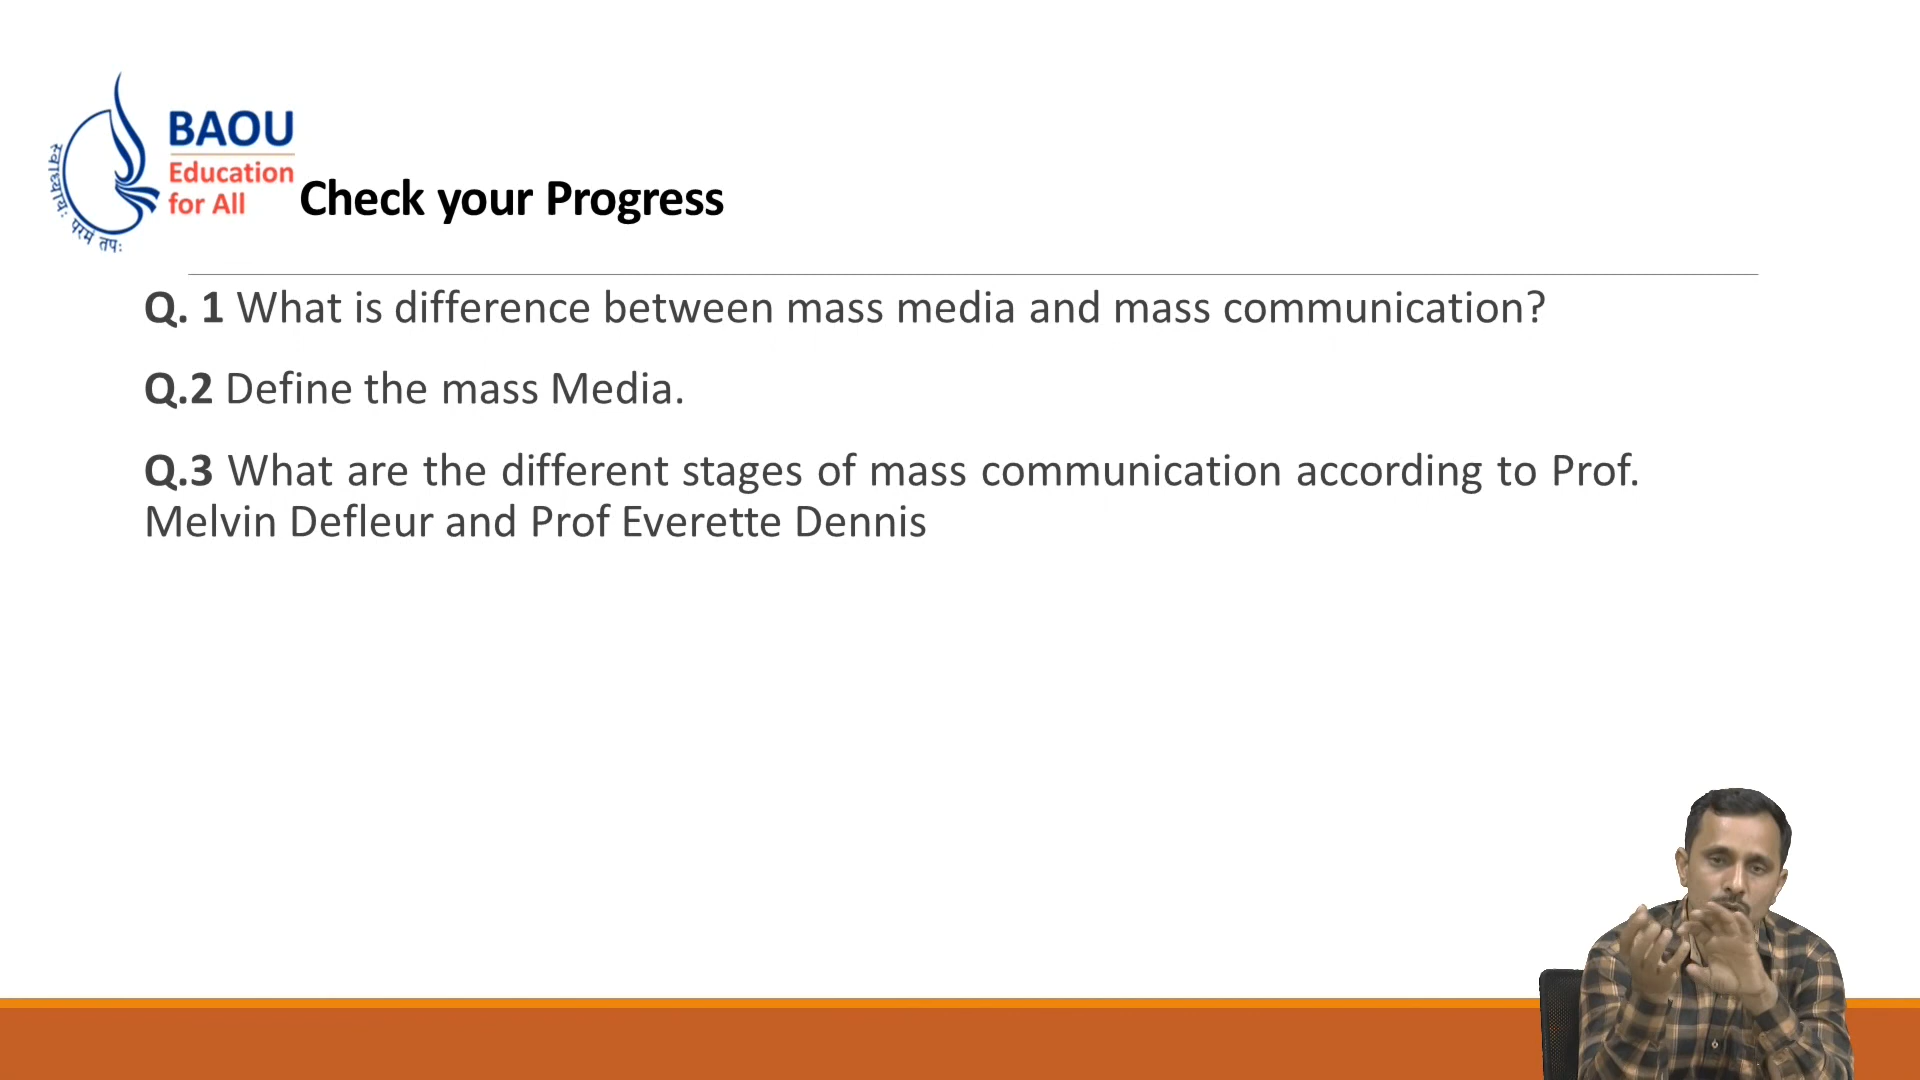 BAOU
Education
for All
स्वाध्यायः परमं तपः
Check your Progress
Q. 1 What is difference between mass media and mass communication?
Q.2 Define the mass Media.
Q.3 What are the different stages of mass communication according to Prof.
Melvin Defleur and Prof Everette Dennis